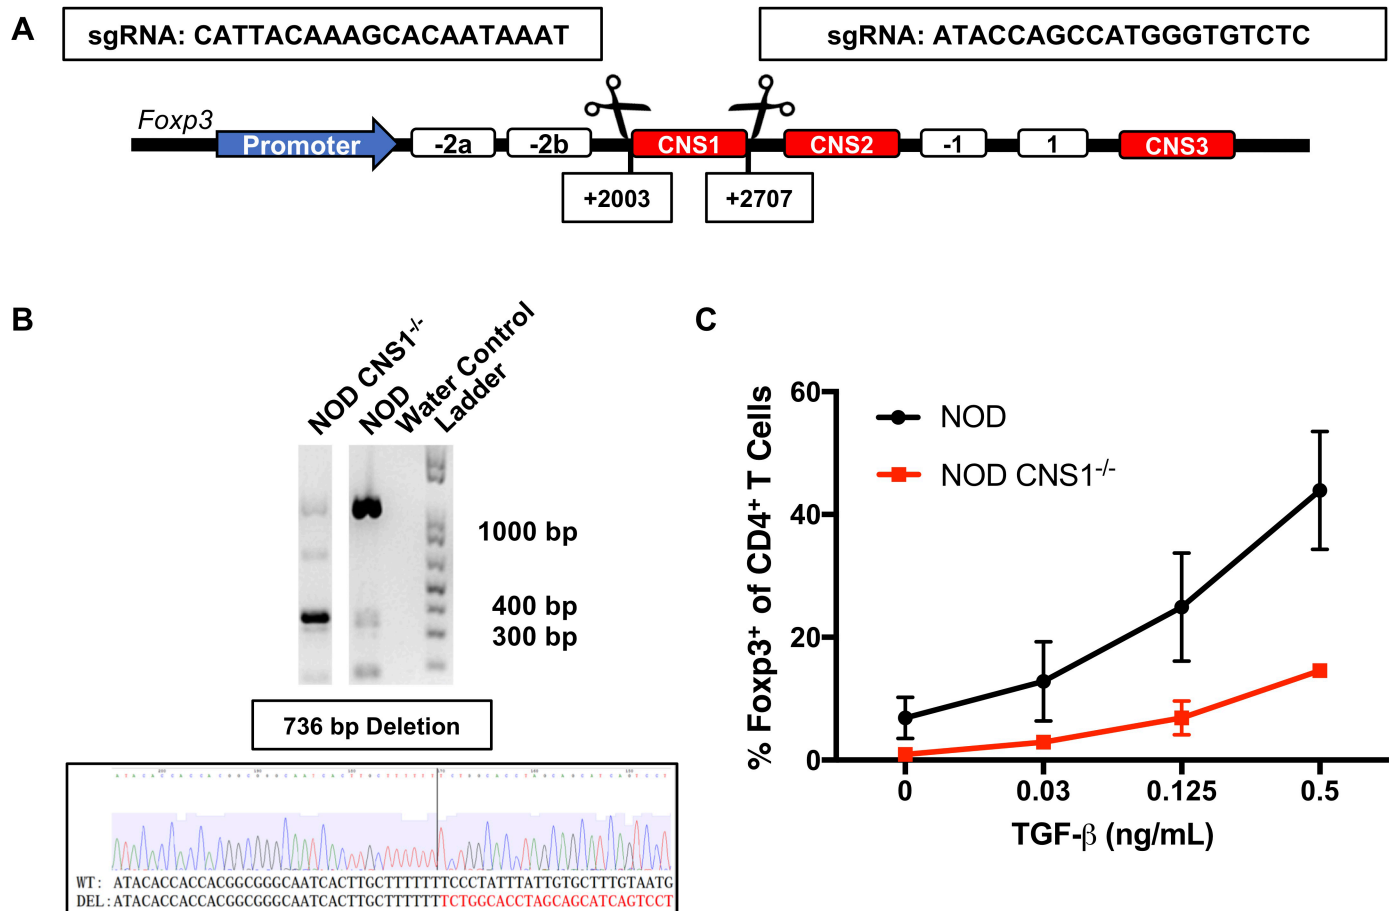 A
sgRNA: CATTACAAAGCACAATAAAT
sgRNA: ATACCAGCCATGGGTGTCTC
Foxp3
Promoter
-2a
-2b
CNS1
CNS2
-1
1
CNS3
+2003
+2707
B
NOD CNS1-/-
NOD
Water Control
Ladder
1000 bp
400 bp
300 bp
736 bp Deletion
WT: ATACACCACCACGGCGGGCAATCACTTGCTTTTTTTCCCTATTTATTGTGCTTTGTAATG
DEL: ATACACCACCACGGCGGGCAATCACTTGCTTTTTTTCTGGCACCTAGCAGCATCAGTCCT
C
% Foxp3+ of CD4+ T Cells
60
40
20
0
NOD
NOD CNS1-/-
0
0.03
0.125
0.5
TGF-β (ng/mL)